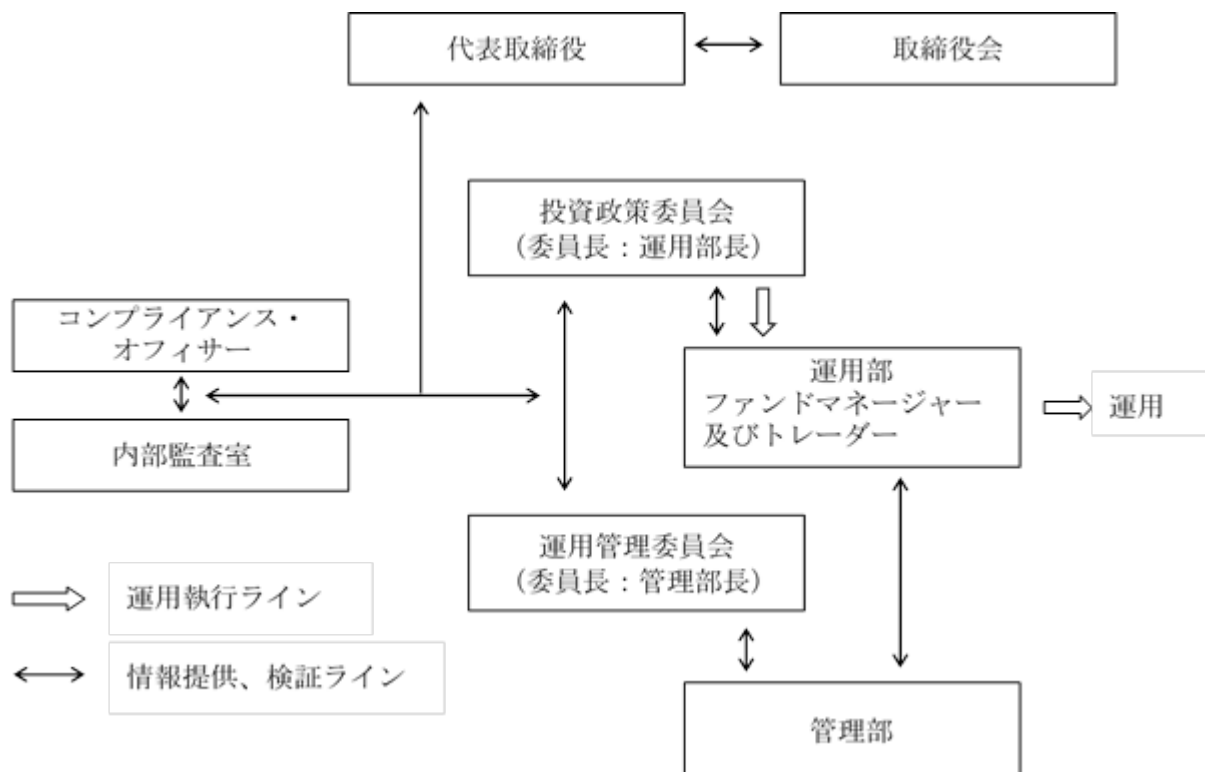 代表取締役
取締役会
投資政策委員会
（委員長：運用部長）
コンプライアンス・
オフィサー
内部監査室
運用部
ファンドマネージャー
及びトレーダー
運用
運用管理委員会
（委員長：管理部長）
運用執行ライン
情報提供、検証ライン
管理部